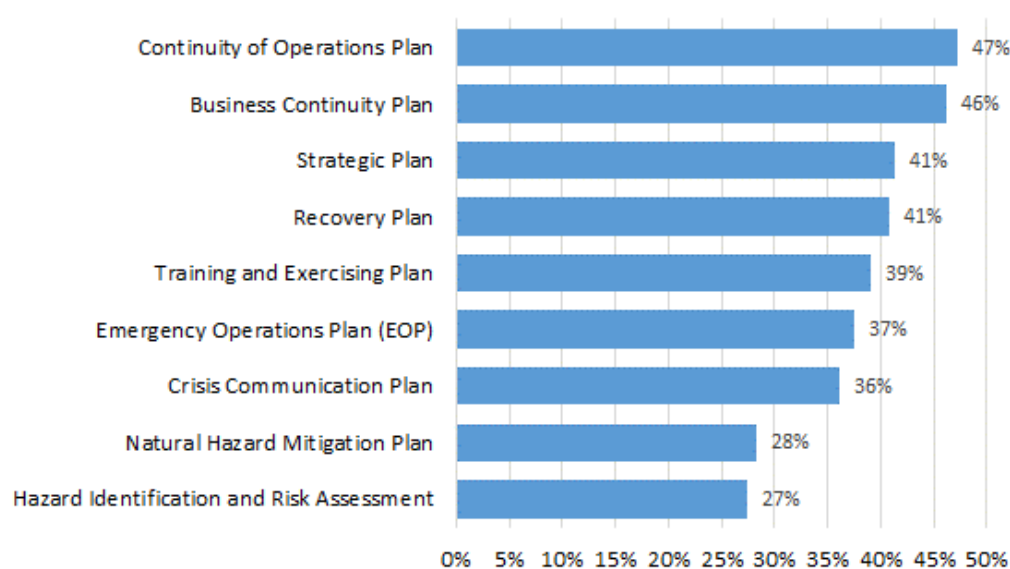 Continuity of Operations Plan 47%
Business Continuity Plan 46%
Strategic Plan 41%
Recovery Plan 41%
Training and Exercising Plan 39%
Emergency Operations Plan (EOP) 37%
Crisis Communication Plan 36%
Natural Hazard Mitigation Plan 28%
Hazard Identification and Risk Assessment 27%
0% 5% 10% 15% 20% 25% 30% 35% 40% 45% 50%